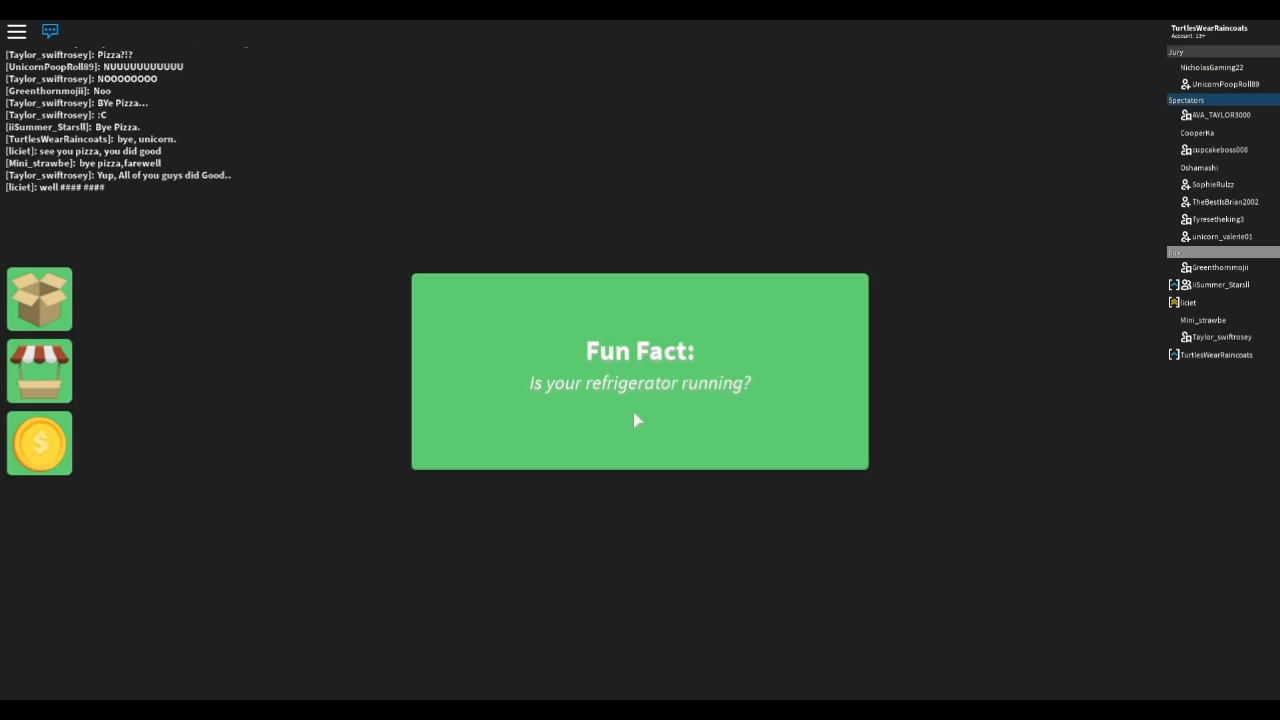 [Taylor_swiftrosey]: Pizza?!?
[UnicornPoopRoll89]: NUUUUUUUUUUU
[Taylor_swiftrosey]: NOOOOOOOO
[Greenthornmojii]: Noo
[Taylor_swiftrosey]: BYe Pizza...
[Taylor_swiftrosey]: :C
[iiSummer_Starsll]: Bye Pizza.
[TurtlesWearRaincoats]: bye, unicorn.
[liciet]: see you pizza, you did good
[Mini_strawbe]: bye pizza,farewell
[Taylor_swiftrosey]: Yup, All of you guys did Good..
[liciet]: well #### ####
Fun Fact:
Is your refrigerator running?
TurtlesWearRaincoats
Account: 13+
Jury
NicholasGaming22
UnicornPoopRoll89
Spectators
AVA_TAYLOR3000
CooperKa
cupcakeboss008
Oshamashi
SophieRulzz
TheBestIsBrian2002
Tyresetheking3
unicorn_valerie01
Greenthornmojii
iiSummer_Starsll
liciet
Mini_strawbe
Taylor_swiftrosey
TurtlesWearRaincoats